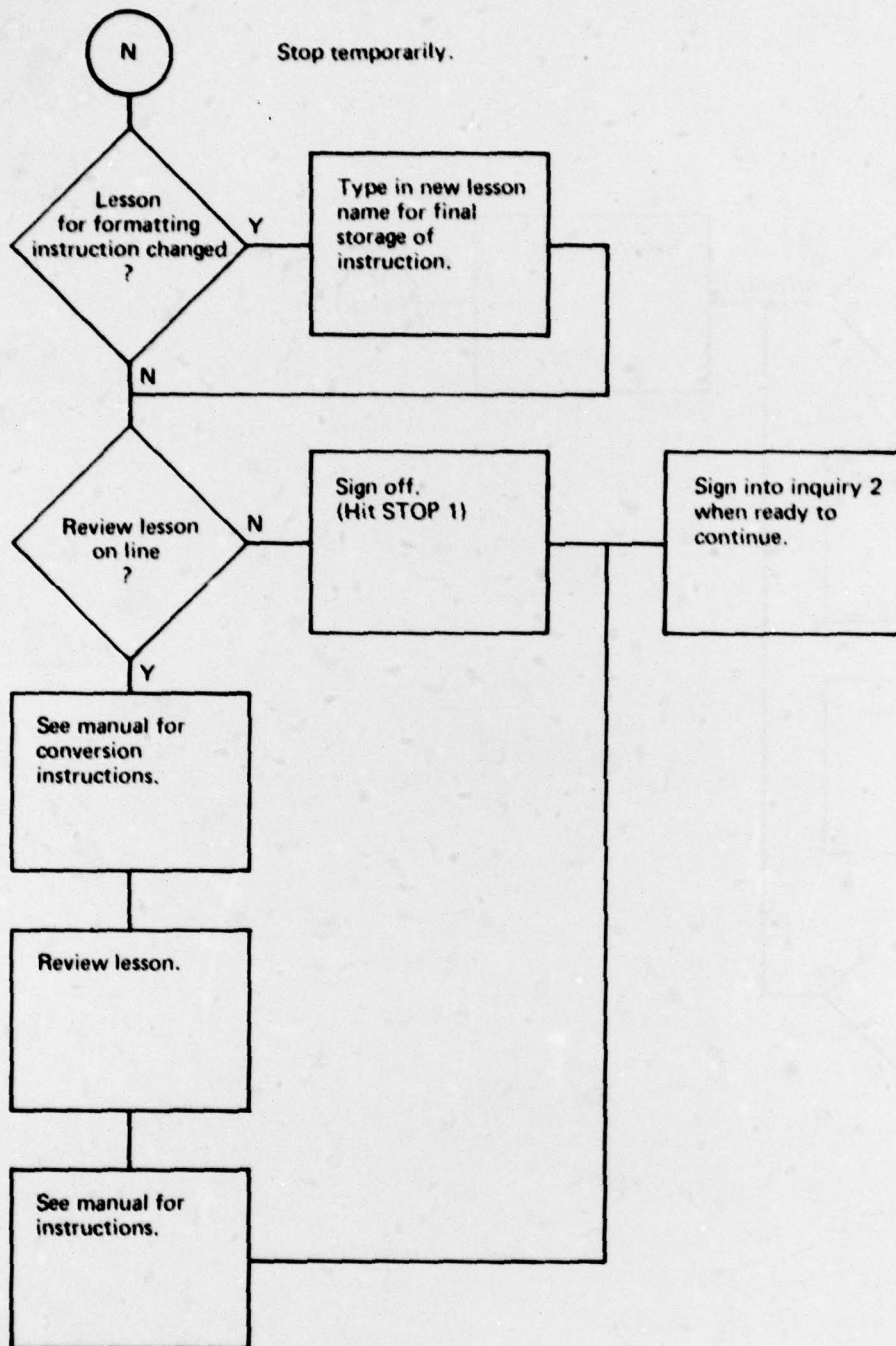 N
Stop temporarily.
Lesson
for formatting
instruction changed
?
Y
Type in new lesson
name for final
storage of
instruction.
N
Review lesson
on line
?
N
Sign off.
(Hit STOP 1)
Sign into inquiry 2
when ready to
continue.
Y
See manual for
conversion
instructions.
Review lesson.
See manual for
instructions.